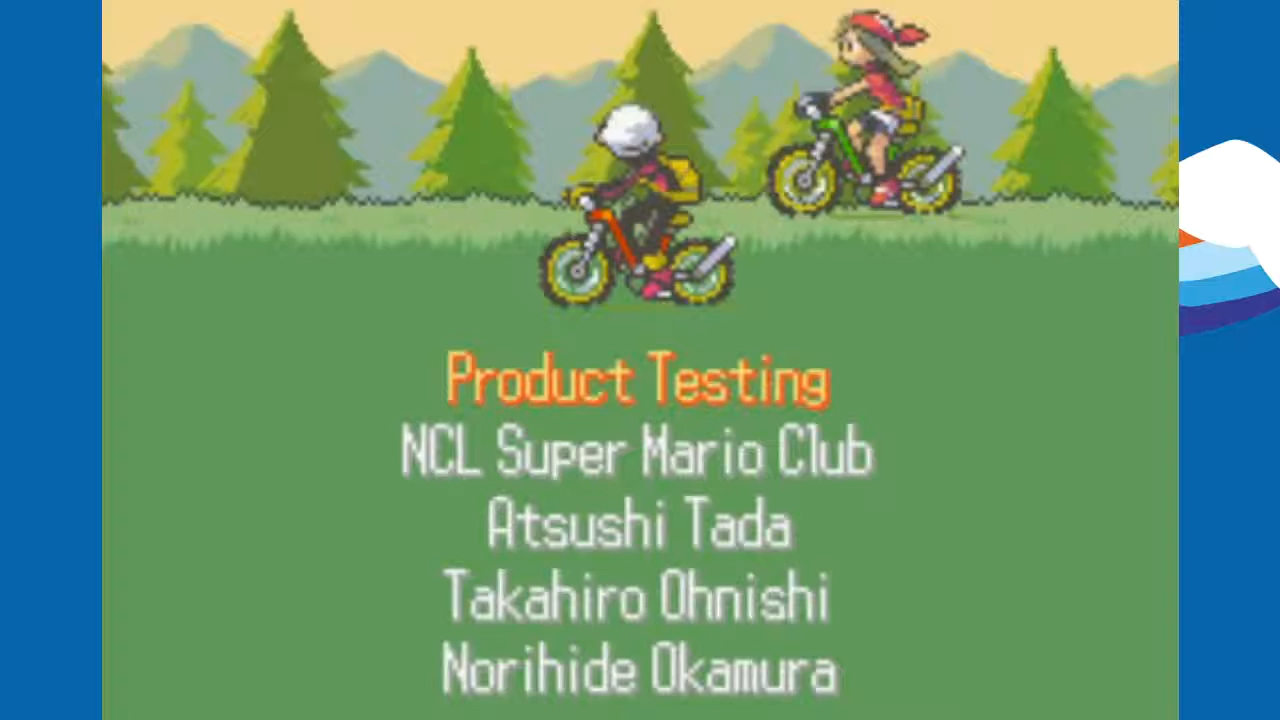 Product Testing
NCL Super Mario Club
Atsushi Tada
Takahiro Ohnishi
Norihide Okamura